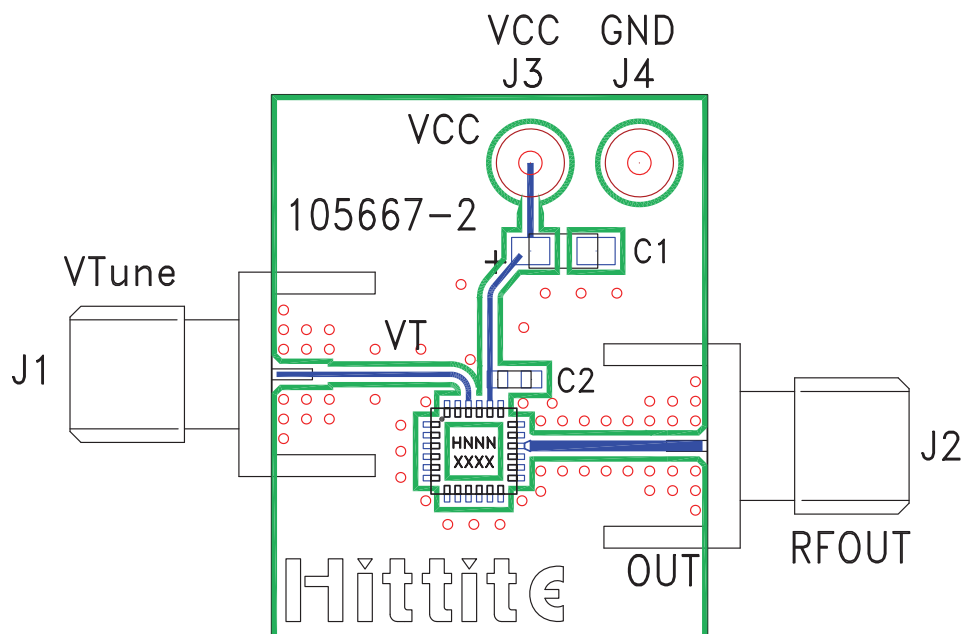 VCC GND
J3 J4
VCC
105667-2
+
C1
VTune
VT
J1
C2
HNNN
XXXX
J2
RFOUT
OUT
Hittite